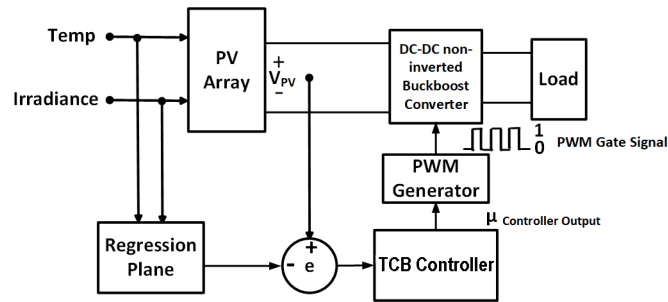 Temp
Irradiance
PV
Array
+
V_PV
-
DC-DC non-
inverted
Buckboost
Converter
Load
1
0
PWM Gate Signal
PWM
Generator
μ Controller Output
Regression
Plane
+
- e
TCB Controller